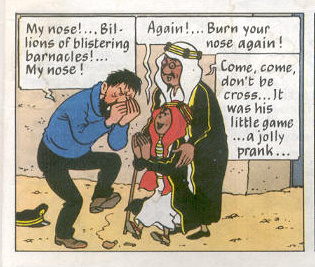 My nose!... Bil-
lions of blistering
barnacles!...
My nose!
Again!... Burn your
nose again!
Come, come,
don't be
cross... It
was his
little game
...a jolly
prank...